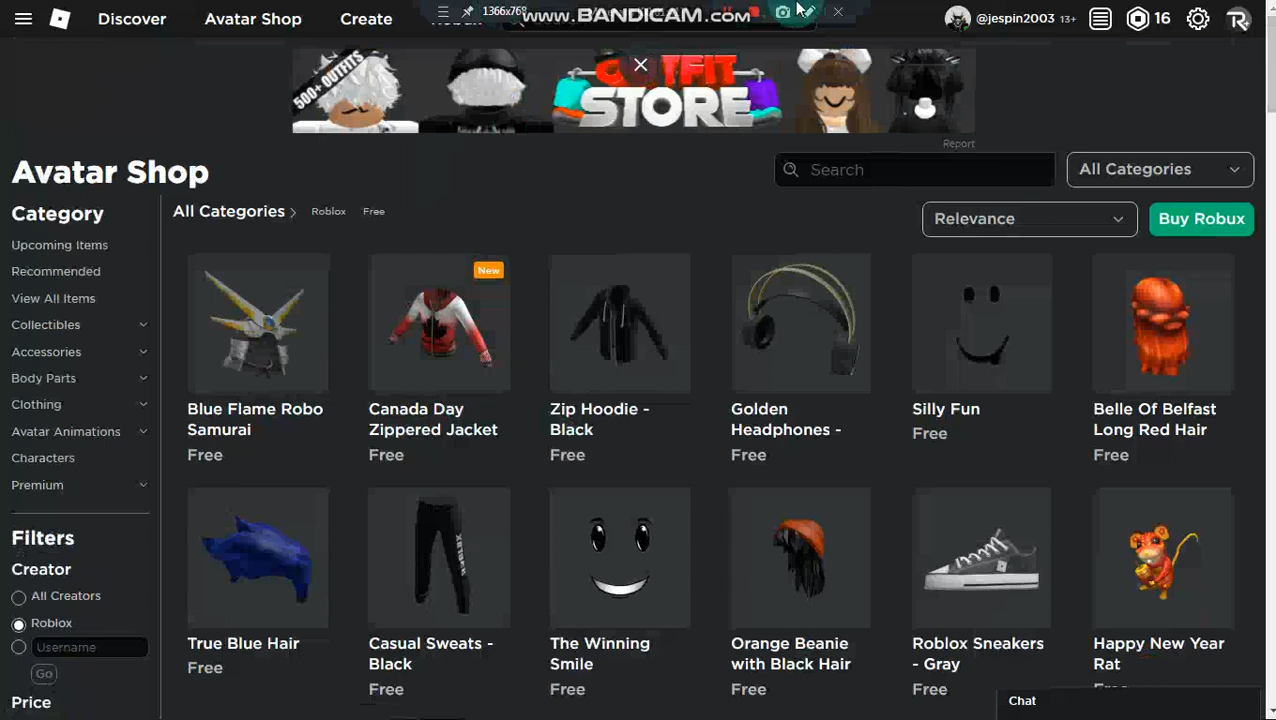 Discover
Avatar Shop
Create
1366x768
www.BANDICAM.com
@jespin2003 13+
16
500+ OUTFITS
OUTFIT
STORE
Report
Avatar Shop
Search
All Categories
Category
All Categories
Roblox
Free
Relevance
Buy Robux
Upcoming Items
Recommended
View All Items
Collectibles
Accessories
Body Parts
Clothing
Avatar Animations
Characters
Premium
New
Blue Flame Robo
Samurai
Free
Canada Day
Zippered Jacket
Free
Zip Hoodie -
Black
Free
Golden
Headphones -
Free
Silly Fun
Free
Belle Of Belfast
Long Red Hair
Free
Filters
Creator
All Creators
Roblox
Username
Go
Price
True Blue Hair
Free
Casual Sweats -
Black
Free
The Winning
Smile
Free
Orange Beanie
with Black Hair
Free
Roblox Sneakers
- Gray
Free
Happy New Year
Rat
Free
Chat